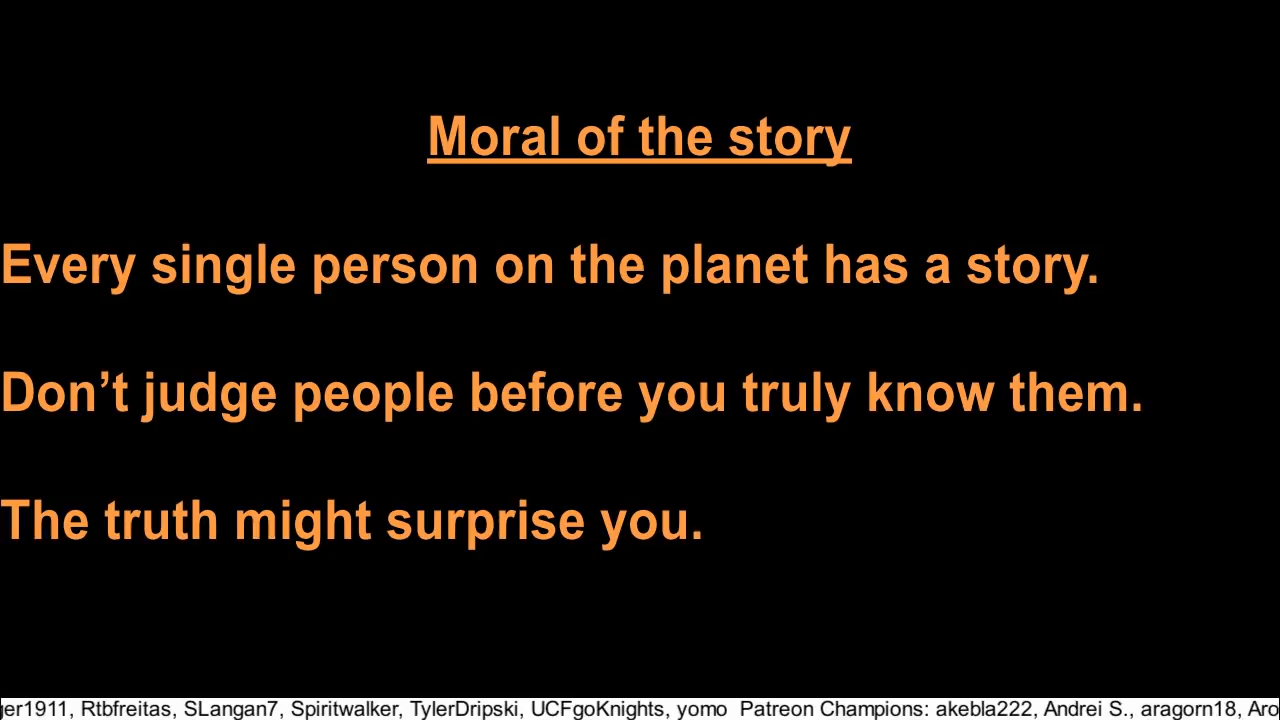 Moral of the story
Every single person on the planet has a story.
Don’t judge people before you truly know them.
The truth might surprise you.
Rtbfreitas, SLangan7, Spiritwalker, TylerDripski, UCFgoKnights, yomo  Patreon Champions: akebla222, Andrei S., aragorn18,